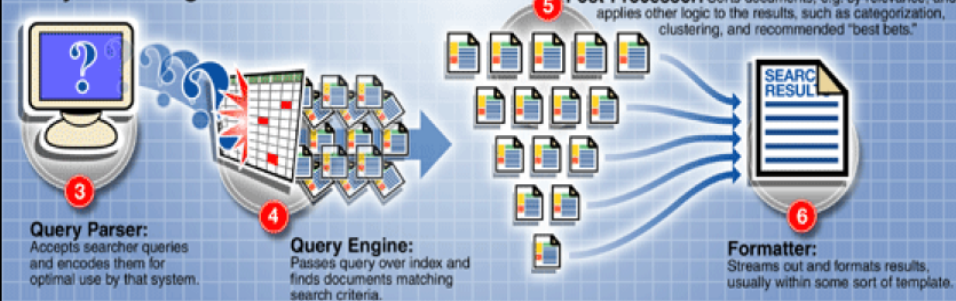 5
applies other logic to the results, such as categorization,
clustering, and recommended “best bets.”
?
SEARC
RESULT
3
4
6
Query Parser:
Accepts searcher queries
and encodes them for
optimal use by that system.
Query Engine:
Passes query over index and
finds documents matching
search criteria.
Formatter:
Streams out and formats results,
usually within some sort of template.